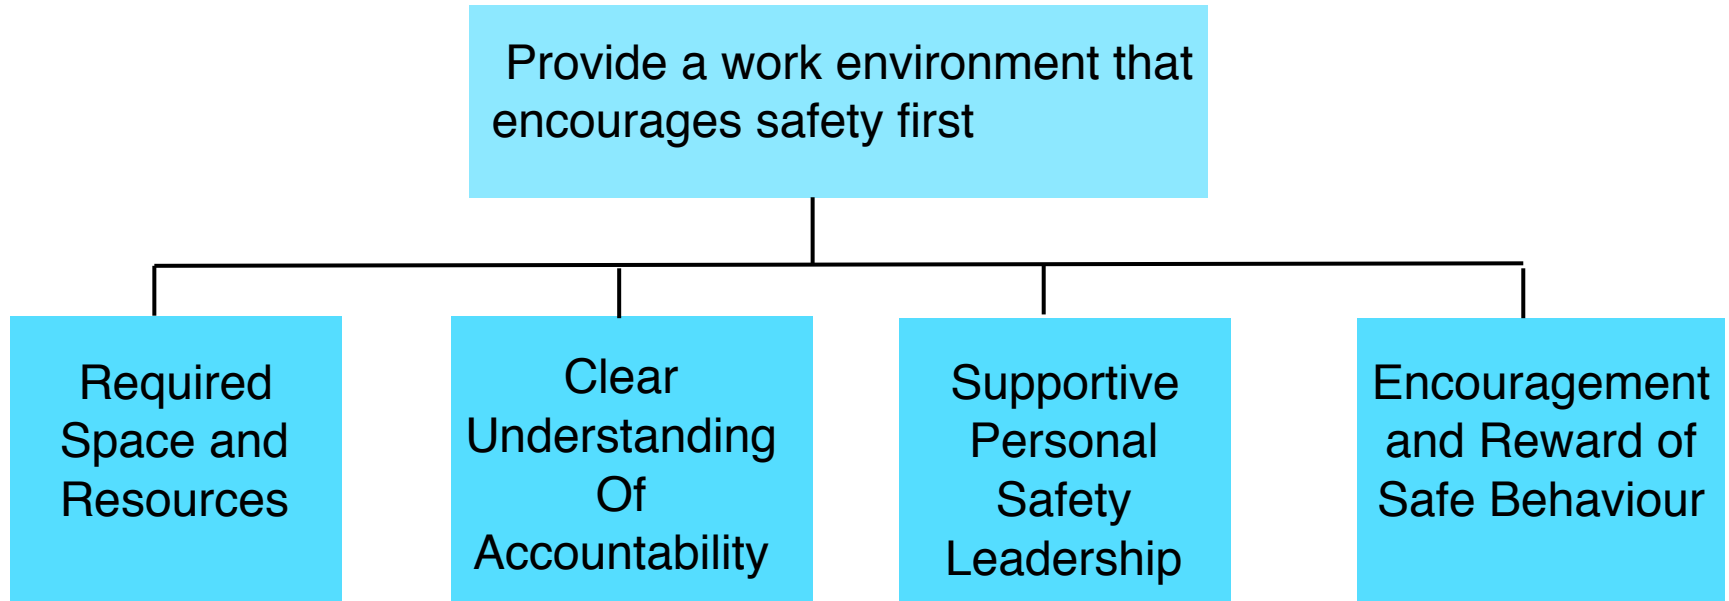 Provide a work environment that
encourages safety first
Required
Space and
Resources
Clear
Understanding
Of
Accountability
Supportive
Personal
Safety
Leadership
Encouragement
and Reward of
Safe Behaviour